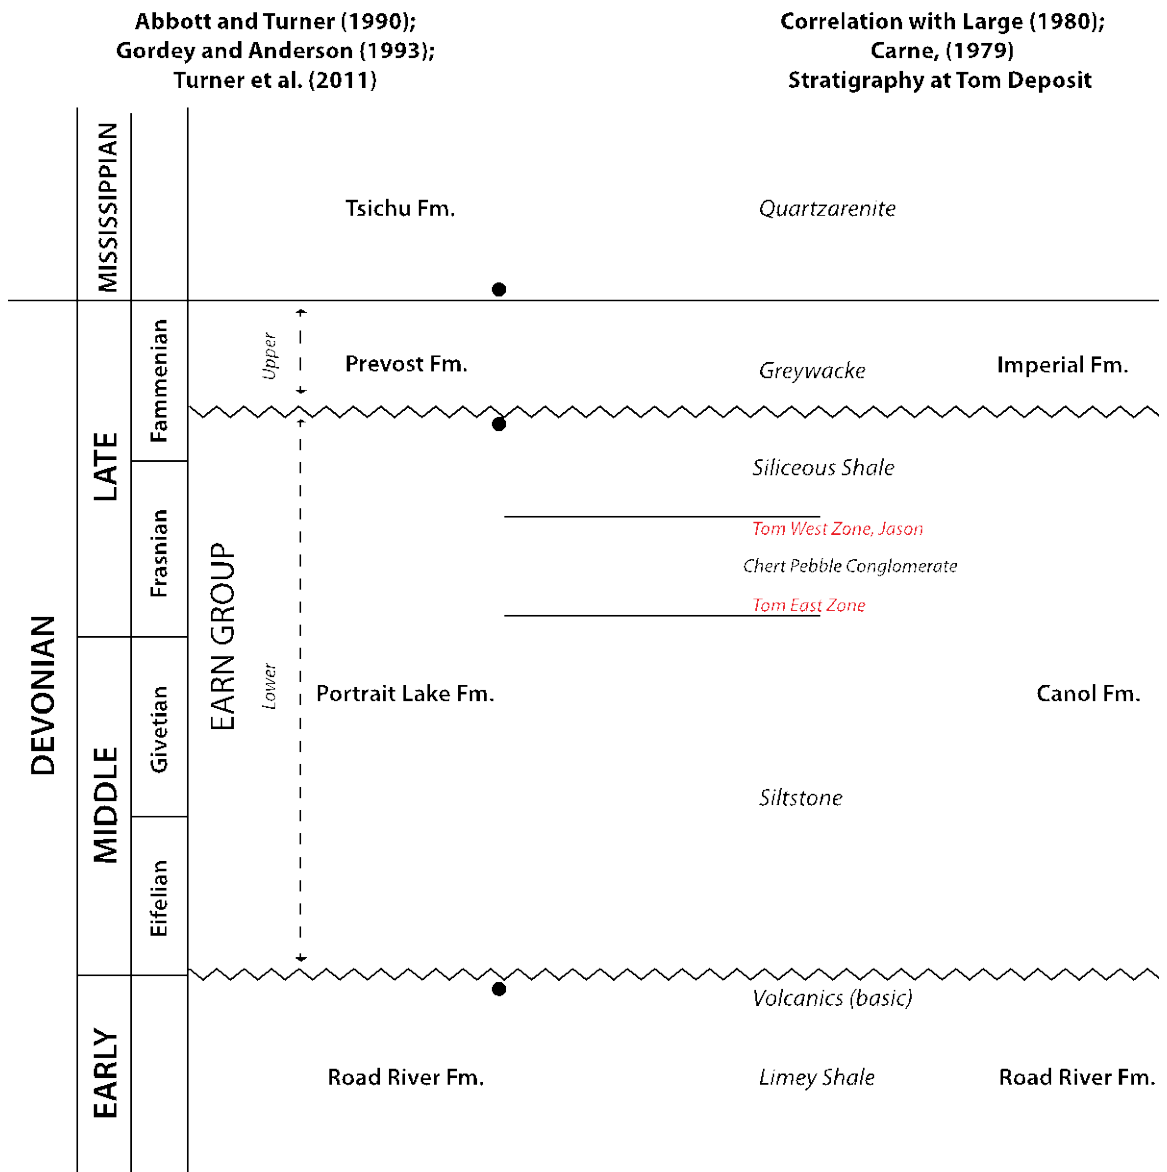 Abbott and Turner (1990);
Gordey and Anderson (1993);
Turner et al. (2011)
Correlation with Large (1980);
Carne, (1979)
Stratigraphy at Tom Deposit
MISSISSIPPIAN
Tsichu Fm.
Quartzarenite
DEVONIAN
LATE
Fammenian
Upper
Prevost Fm.
Greywacke
Imperial Fm.
Siliceous Shale
Frasnian
Tom West Zone, Jason
Chert Pebble Conglomerate
Tom East Zone
EARN GROUP
Lower
MIDDLE
Givetian
Portrait Lake Fm.
Canol Fm.
Siltstone
Eifelian
Volcanics (basic)
EARLY
Road River Fm.
Limey Shale
Road River Fm.